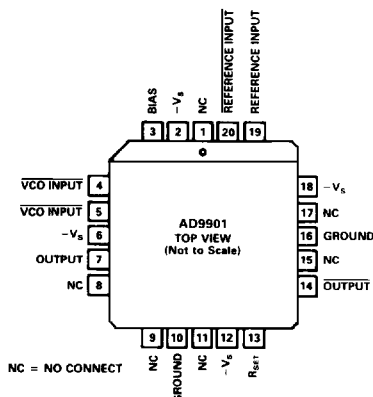 BIAS
–Vs
NC
REFERENCE INPUT
REFERENCE INPUT
3 2 1 20 19
VCO INPUT 4
VCO INPUT 5
–Vs 6
OUTPUT 7
NC 8
AD9901
TOP VIEW
(Not to Scale)
18 –Vs
17 NC
16 GROUND
15 NC
14 OUTPUT
9 10 11 12 13
NC
GROUND
NC
–Vs
RSET
NC = NO CONNECT